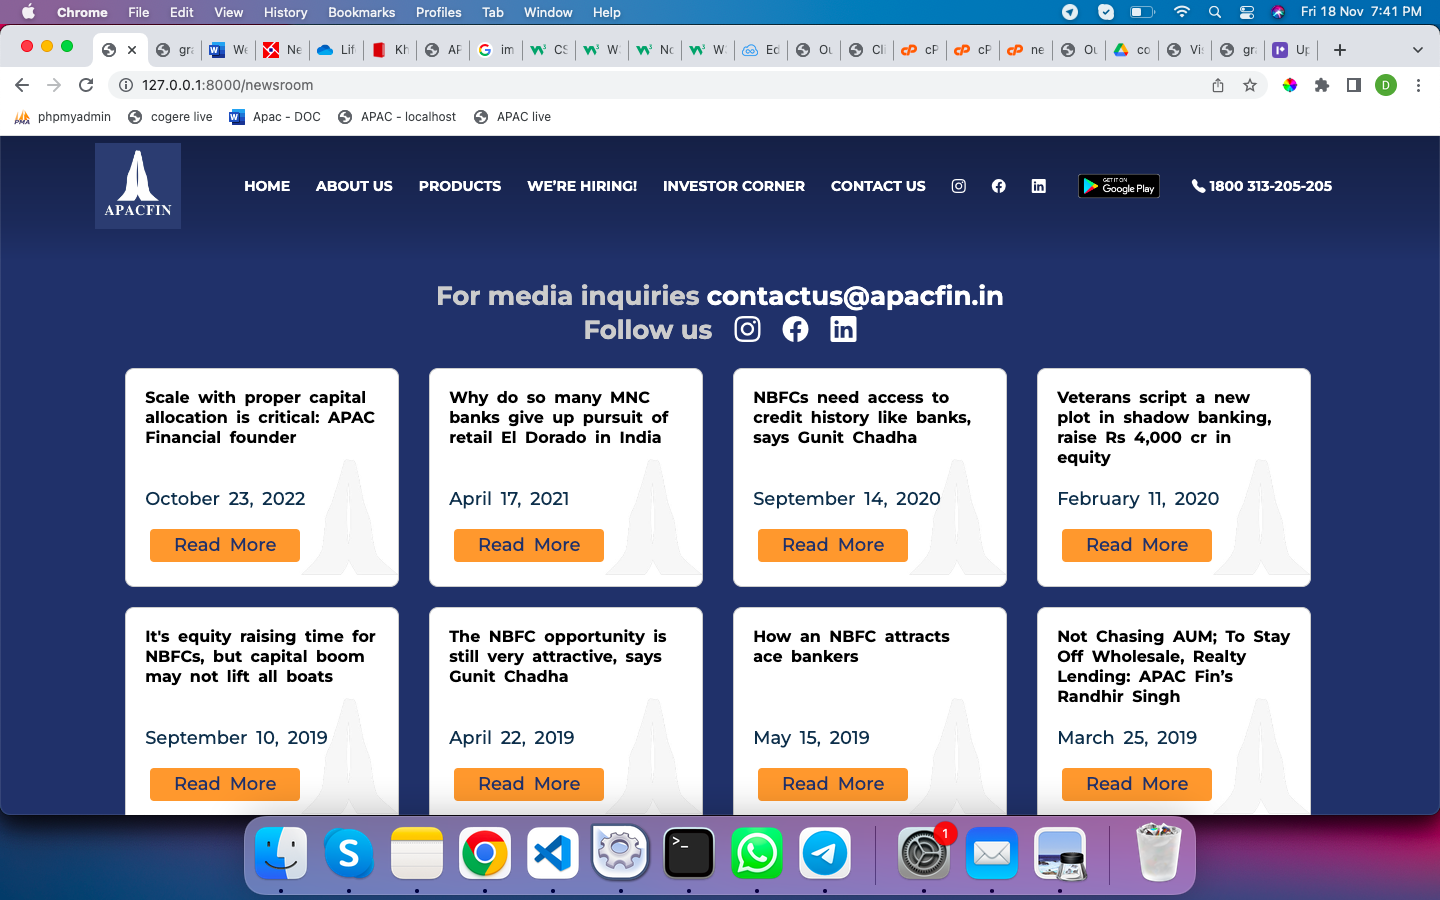 Chrome File Edit View History Bookmarks Profiles Tab Window Help Fri 18 Nov 7:41 PM
gra We Ne Life Kh AP im CS W3 No W3 Ed Ou Cli cP cP ne Ou co Vis gra Up
127.0.0.1:8000/newsroom D
phpmyadmin cogere live Apac - DOC APAC - localhost APAC live
APACFIN
HOME ABOUT US PRODUCTS WE'RE HIRING! INVESTOR CORNER CONTACT US GET IT ON Google Play 1800 313-205-205
For media inquiries contactus@apacfin.in
Follow us
Scale with proper capital
allocation is critical: APAC
Financial founder
October 23, 2022
Read More
Why do so many MNC
banks give up pursuit of
retail El Dorado in India
April 17, 2021
Read More
NBFCs need access to
credit history like banks,
says Gunit Chadha
September 14, 2020
Read More
Veterans script a new
plot in shadow banking,
raise Rs 4,000 cr in
equity
February 11, 2020
Read More
It's equity raising time for
NBFCs, but capital boom
may not lift all boats
September 10, 2019
Read More
The NBFC opportunity is
still very attractive, says
Gunit Chadha
April 22, 2019
Read More
How an NBFC attracts
ace bankers
May 15, 2019
Read More
Not Chasing AUM; To Stay
Off Wholesale, Realty
Lending: APAC Fin’s
Randhir Singh
March 25, 2019
Read More
1